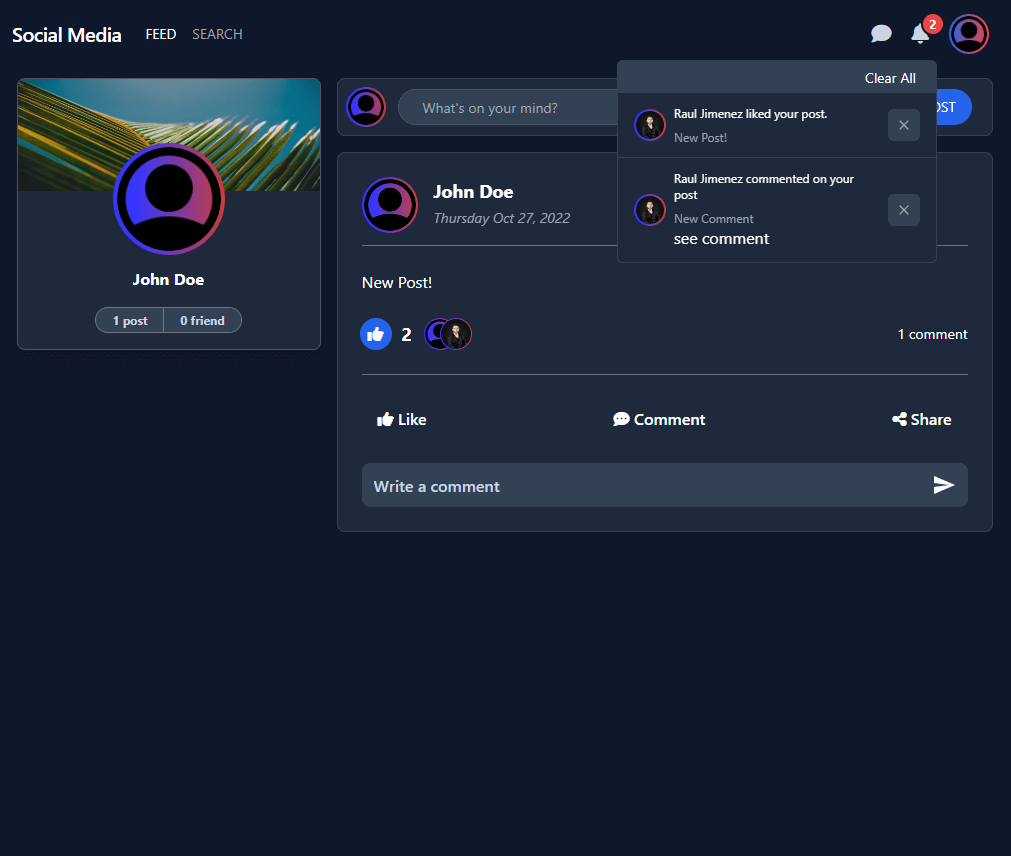 Social Media
FEED
SEARCH
2
Clear All
What's on your mind?
Raul Jimenez liked your post.
New Post!
Raul Jimenez commented on your
post
New Comment
see comment
John Doe
1 post
0 friend
John Doe
Thursday Oct 27, 2022
New Post!
2
1 comment
Like
Comment
Share
Write a comment